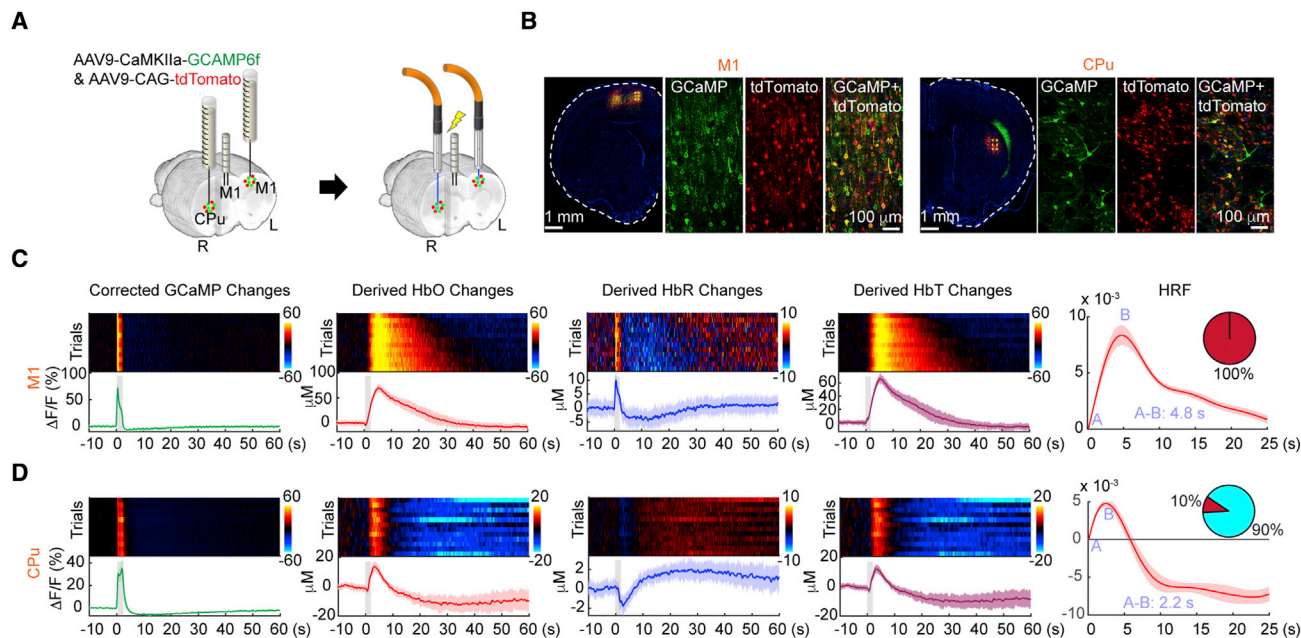 A
AAV9-CaMKIIa-GCAMP6f
& AAV9-CAG-tdTomato
M1
M1
CPu
R
L
R
L
B
M1
CPu
GCaMP
tdTomato
GCaMP+
tdTomato
GCaMP
tdTomato
GCaMP+
tdTomato
1 mm
100 μm
1 mm
100 μm
C
Corrected GCaMP Changes
Derived HbO Changes
Derived HbR Changes
Derived HbT Changes
HRF
M1
Trials
60
-60
ΔF/F (%)
80
40
0
-10 0 10 20 30 40 50 60 (s)
Trials
60
-60
μM
100
50
0
-10 0 10 20 30 40 50 60 (s)
Trials
10
-10
μM
10
5
0
-5
-10 0 10 20 30 40 50 60 (s)
Trials
60
-60
μM
60
40
20
0
-10 0 10 20 30 40 50 60 (s)
x 10⁻³
10
5
0
A
B
A-B: 4.8 s
100%
0 5 10 15 20 25 (s)
D
CPu
Trials
60
-60
ΔF/F (%)
40
20
0
-10 0 10 20 30 40 50 60 (s)
Trials
20
-20
μM
20
0
-20
-10 0 10 20 30 40 50 60 (s)
Trials
10
-10
μM
2
0
-2
-10 0 10 20 30 40 50 60 (s)
Trials
20
-20
μM
20
0
-20
-10 0 10 20 30 40 50 60 (s)
x 10⁻³
5
0
-5
-10
A
B
A-B: 2.2 s
10%
90%
0 5 10 15 20 25 (s)